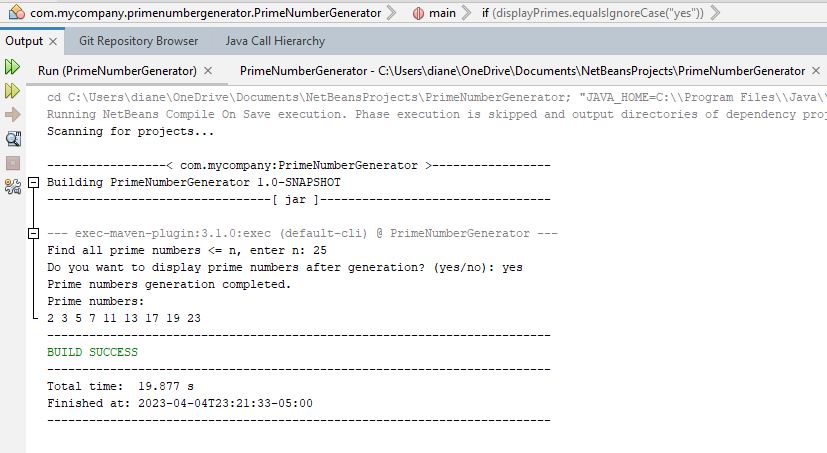 com.mycompany.primenumbergenerator.PrimeNumberGenerator main if (displayPrimes.equalsIgnoreCase("yes"))
Output Git Repository Browser Java Call Hierarchy
Run (PrimeNumberGenerator) PrimeNumberGenerator - C:\Users\diane\OneDrive\Documents\NetBeansProjects\PrimeNumberGenerator
cd C:\Users\diane\OneDrive\Documents\NetBeansProjects\PrimeNumberGenerator; "JAVA_HOME=C:\\Program Files\\Java\\
Running NetBeans Compile On Save execution. Phase execution is skipped and output directories of dependency proj
Scanning for projects...
----------------< com.mycompany:PrimeNumberGenerator >-----------------
Building PrimeNumberGenerator 1.0-SNAPSHOT
--------------------------------[ jar ]---------------------------------
--- exec-maven-plugin:3.1.0:exec (default-cli) @ PrimeNumberGenerator ---
Find all prime numbers <= n, enter n: 25
Do you want to display prime numbers after generation? (yes/no): yes
Prime numbers generation completed.
Prime numbers:
2 3 5 7 11 13 17 19 23
------------------------------------------------------------------------
BUILD SUCCESS
------------------------------------------------------------------------
Total time:  19.877 s
Finished at: 2023-04-04T23:21:33-05:00
------------------------------------------------------------------------